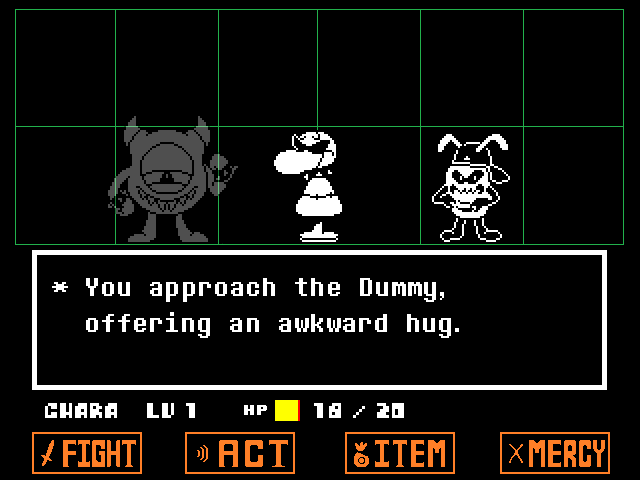 * You approach the Dummy,
offering an awkward hug.
CHARA LV 1 HP 18 / 20
FIGHT ACT ITEM MERCY